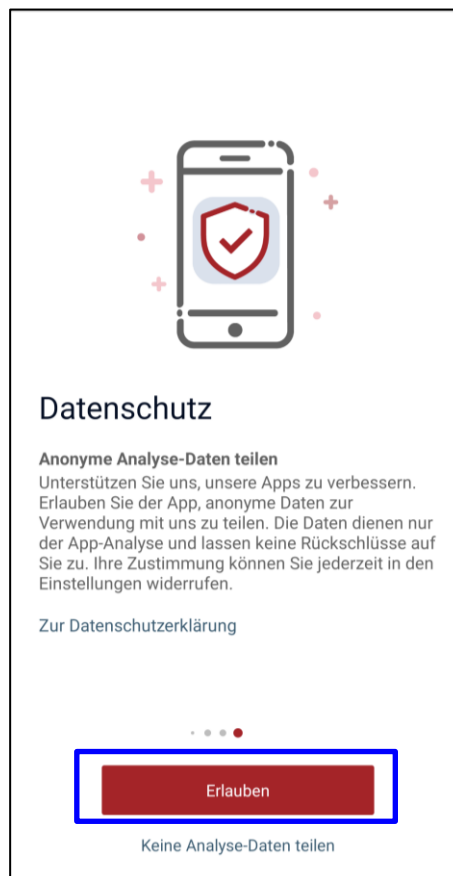 Datenschutz
Anonyme Analyse-Daten teilen
Unterstützen Sie uns, unsere Apps zu verbessern.
Erlauben Sie der App, anonyme Daten zur
Verwendung mit uns zu teilen. Die Daten dienen nur
der App-Analyse und lassen keine Rückschlüsse auf
Sie zu. Ihre Zustimmung können Sie jederzeit in den
Einstellungen widerrufen.
Zur Datenschutzerklärung
Erlauben
Keine Analyse-Daten teilen